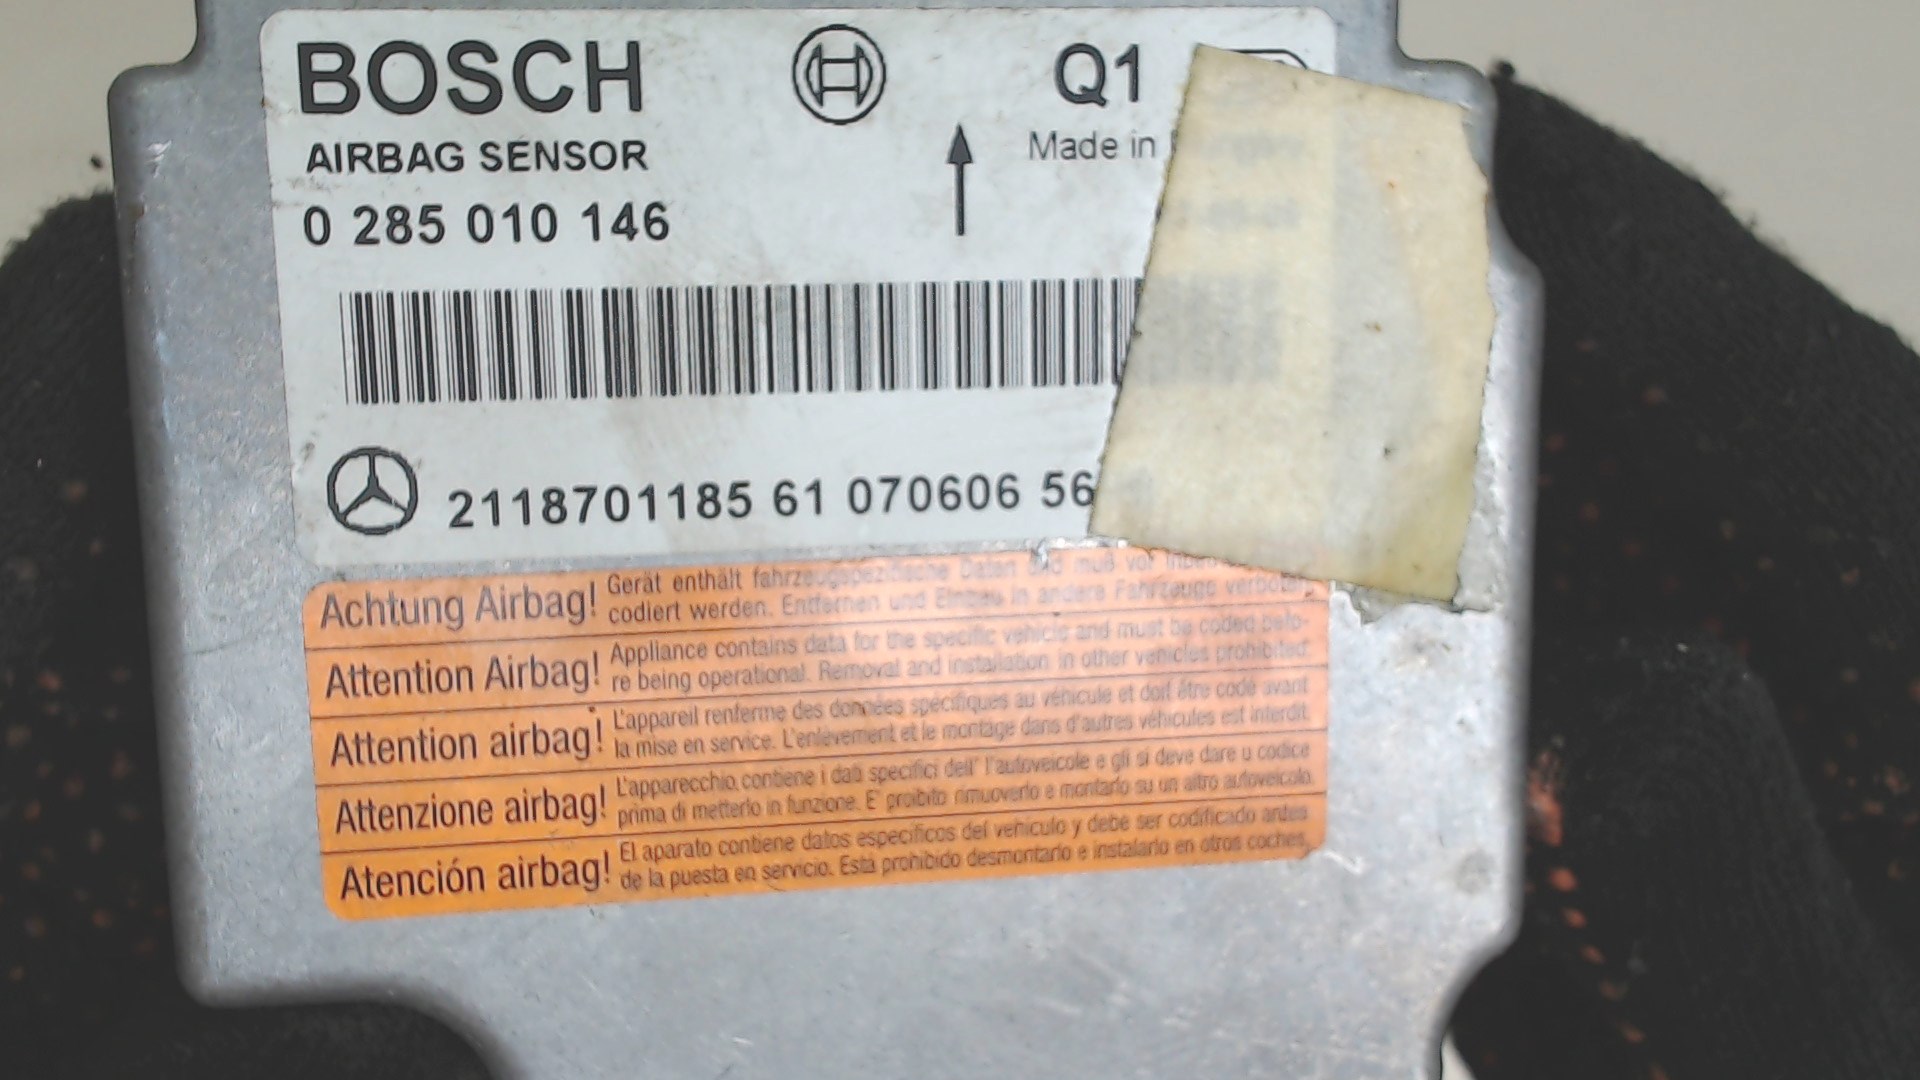 BOSCH Q1
AIRBAG SENSOR Made in
0 285 010 146
2118701185 61 070606 56
Achtung Airbag! Gerät enthält fahrzeugspezifische Daten und muß vor
codiert werden. Entfernen und Einbau in andere Fahrzeuge verboten,
Attention Airbag! Appliance contains data for the specific vehicle and must be coded befo-
re being operational. Removal and installation in other vehicles prohibited.
Attention airbag! L'appareil renferme des données spécifiques au véhicule et doit être codé avant
la mise en service. L'enlèvement et le montage dans d'autres véhicules est interdit.
Attenzione airbag! L'apparecchio contiene i dati specifici dell' l'autoveicole e gli si deve dare u codice
prima di metterlo in funzione. E' proibito rimuoverlo e montarlo su un altro autoveicolo.
Atención airbag! El aparato contiene datos específicos del vehículo y debe ser codificado antes
de la puesta en servicio. Está prohibido desmontarlo e instalarlo en otros coches,